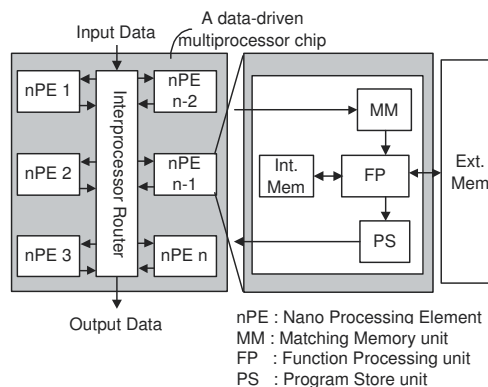 A data-driven
multiprocessor chip
Input Data
nPE 1
nPE 2
nPE 3
Interprocessor Router
nPE
n-2
nPE
n-1
nPE n
Output Data
MM
Int.
Mem
FP
PS
Ext.
Mem
nPE : Nano Processing Element
MM : Matching Memory unit
FP : Function Processing unit
PS : Program Store unit